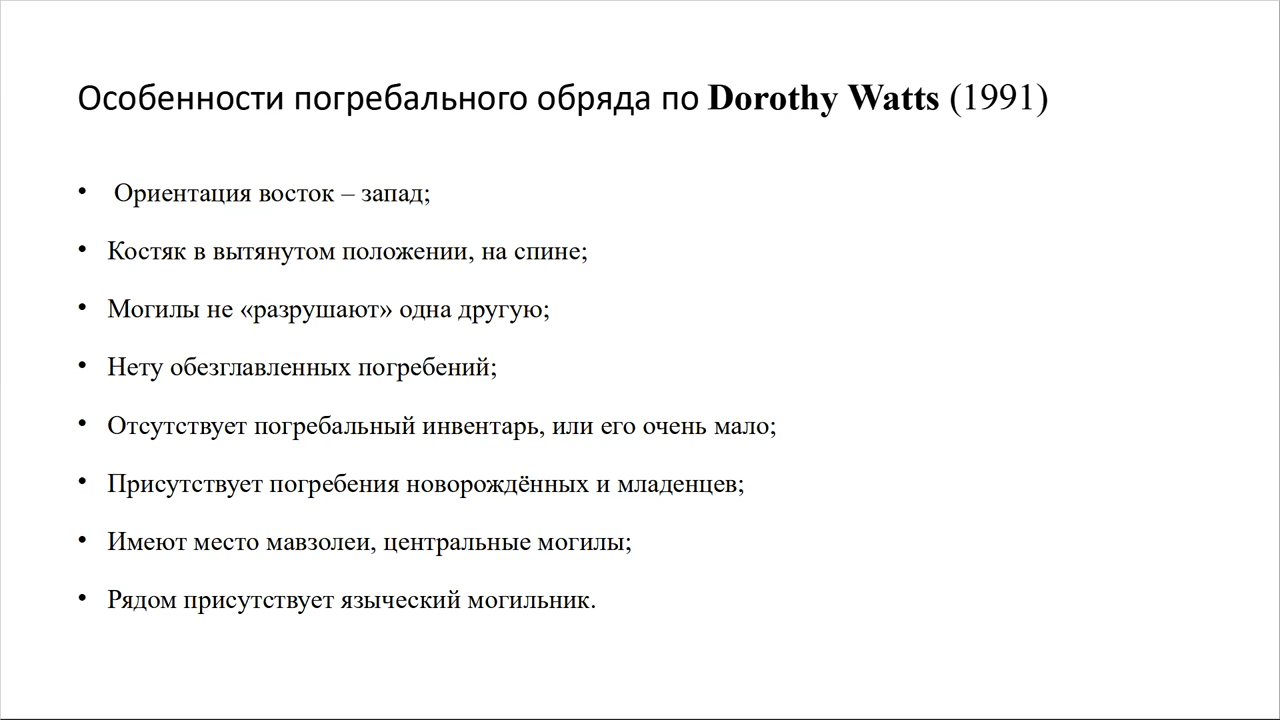 Особенности погребального обряда по Dorothy Watts (1991)
• Ориентация восток – запад;
• Костяк в вытянутом положении, на спине;
• Могилы не «разрушают» одна другую;
• Нету обезглавленных погребений;
• Отсутствует погребальный инвентарь, или его очень мало;
• Присутствует погребения новорождённых и младенцев;
• Имеют место мавзолеи, центральные могилы;
• Рядом присутствует языческий могильник.